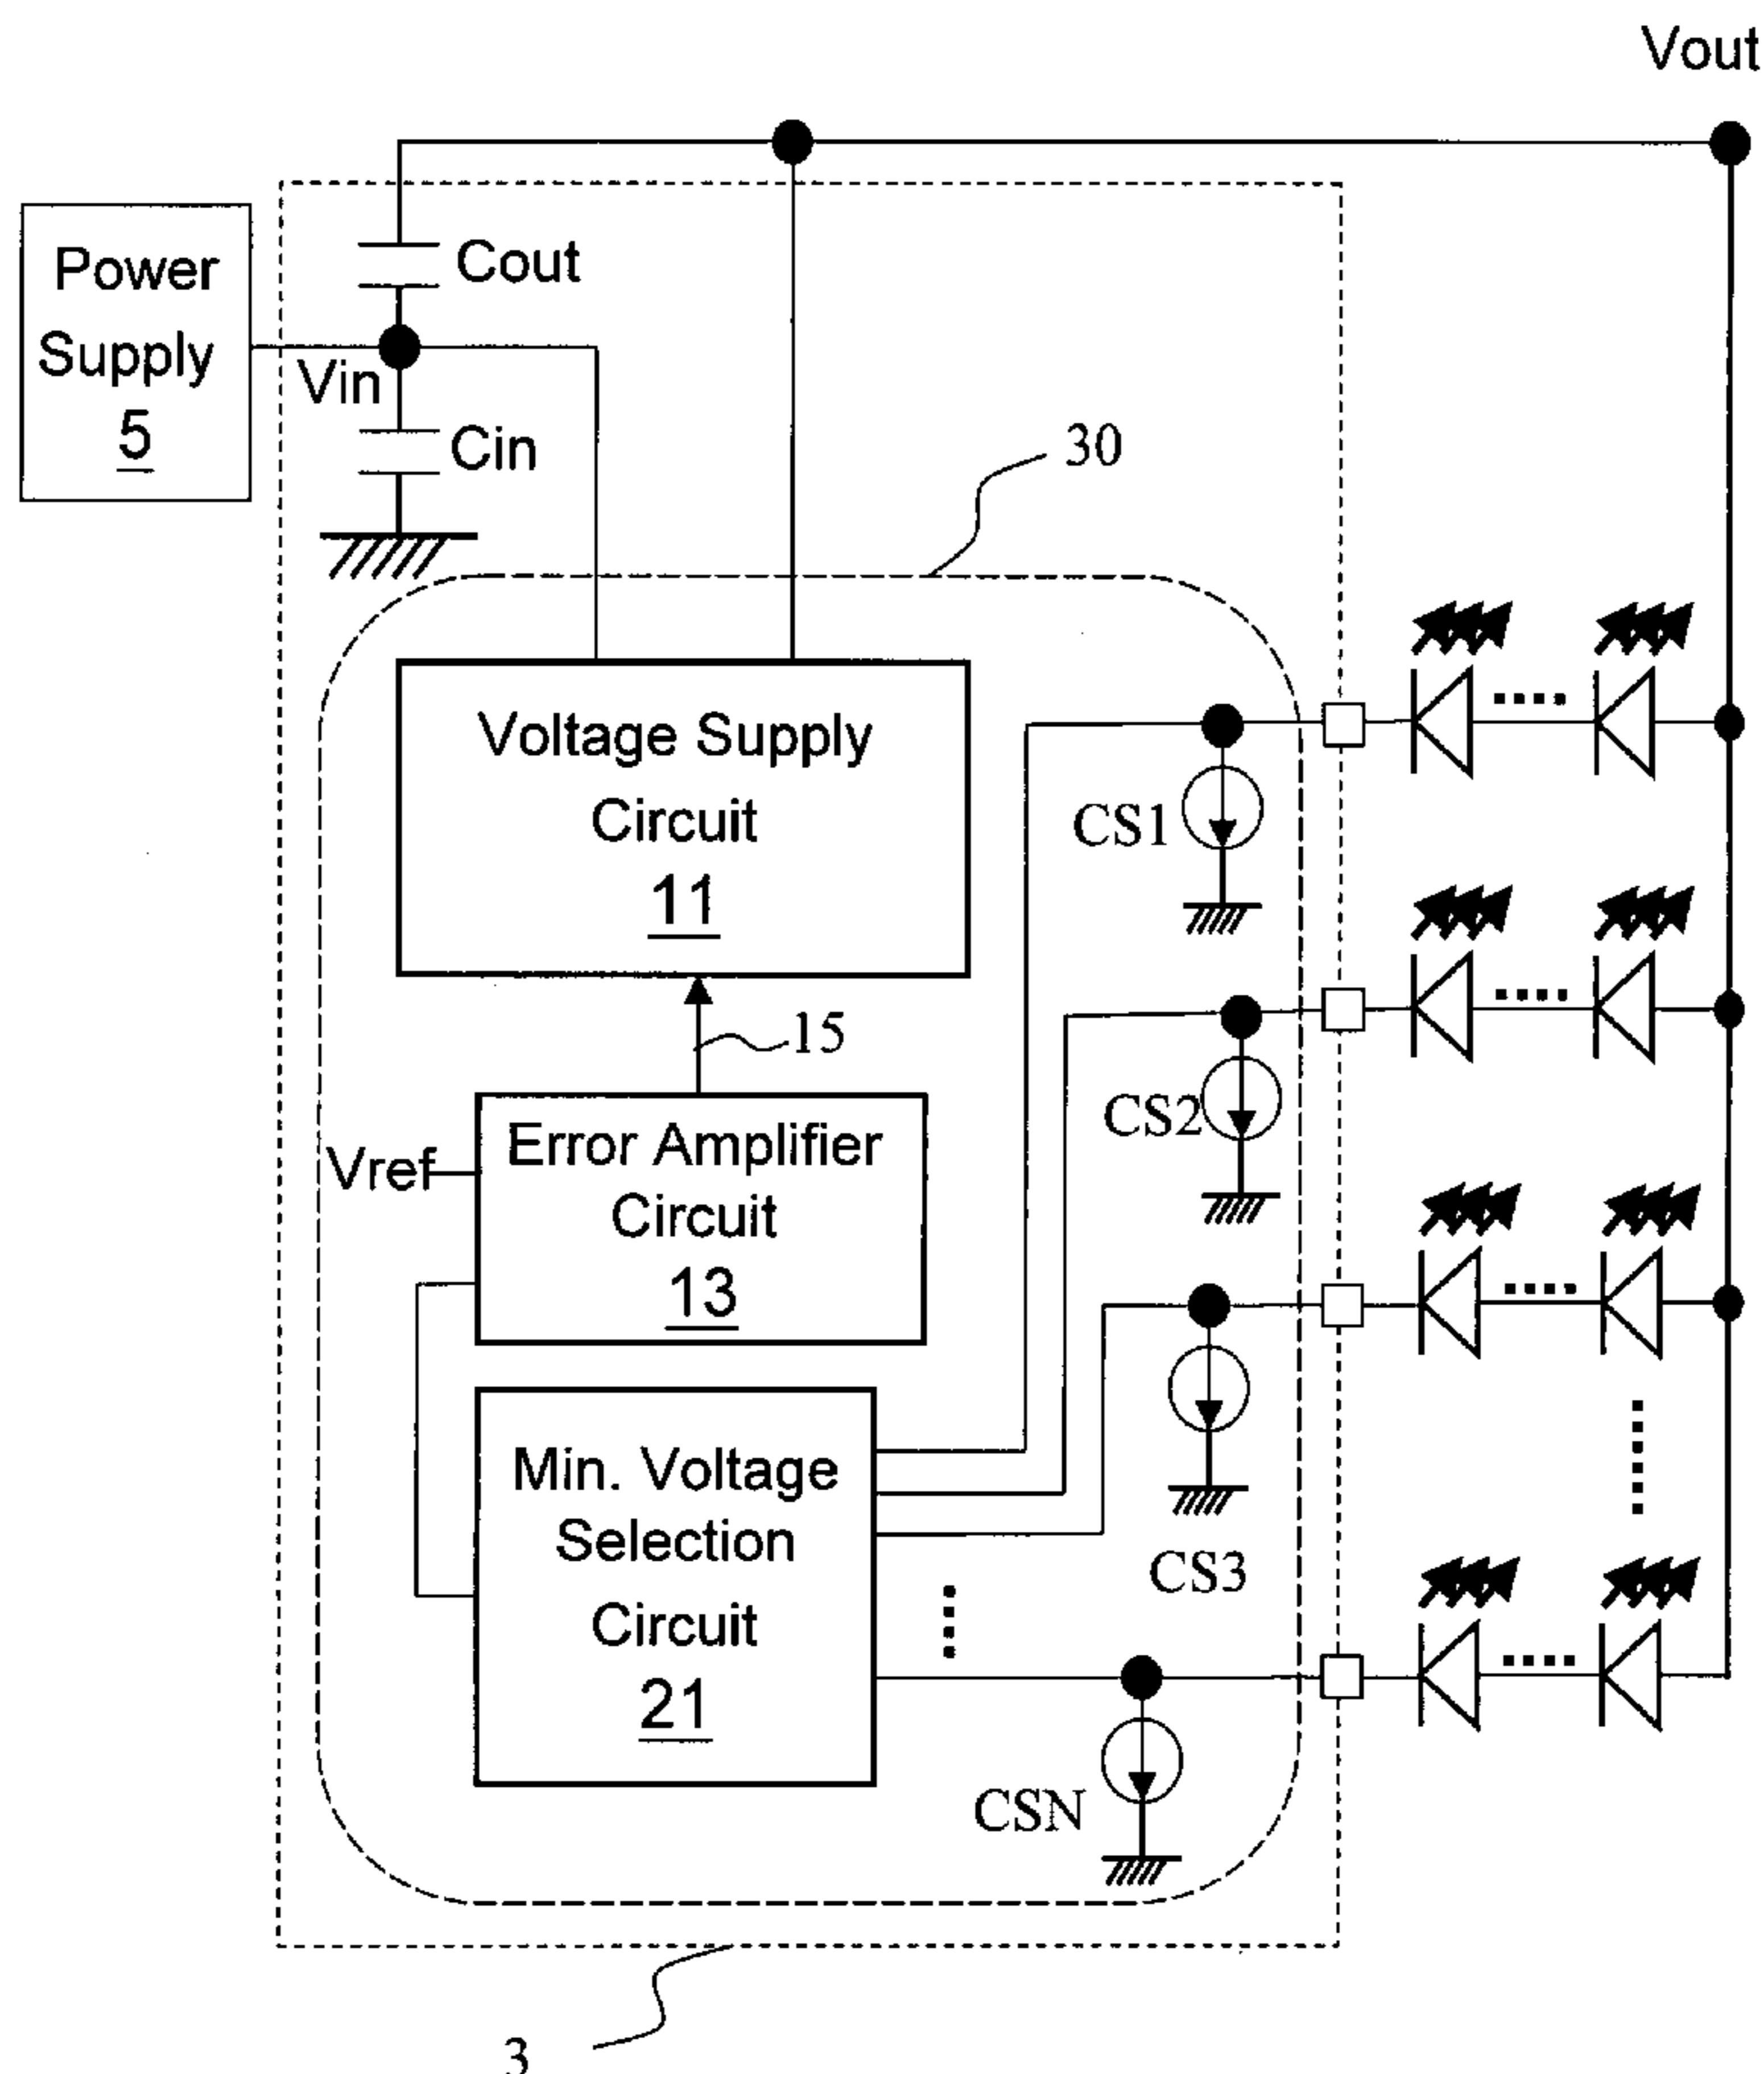 Vout
Power
Supply
5
Cout
Vin
Cin
30
Voltage Supply
Circuit
11
CS1
15
CS2
Vref
Error Amplifier
Circuit
13
Min. Voltage
Selection
Circuit
21
CS3
CSN
3